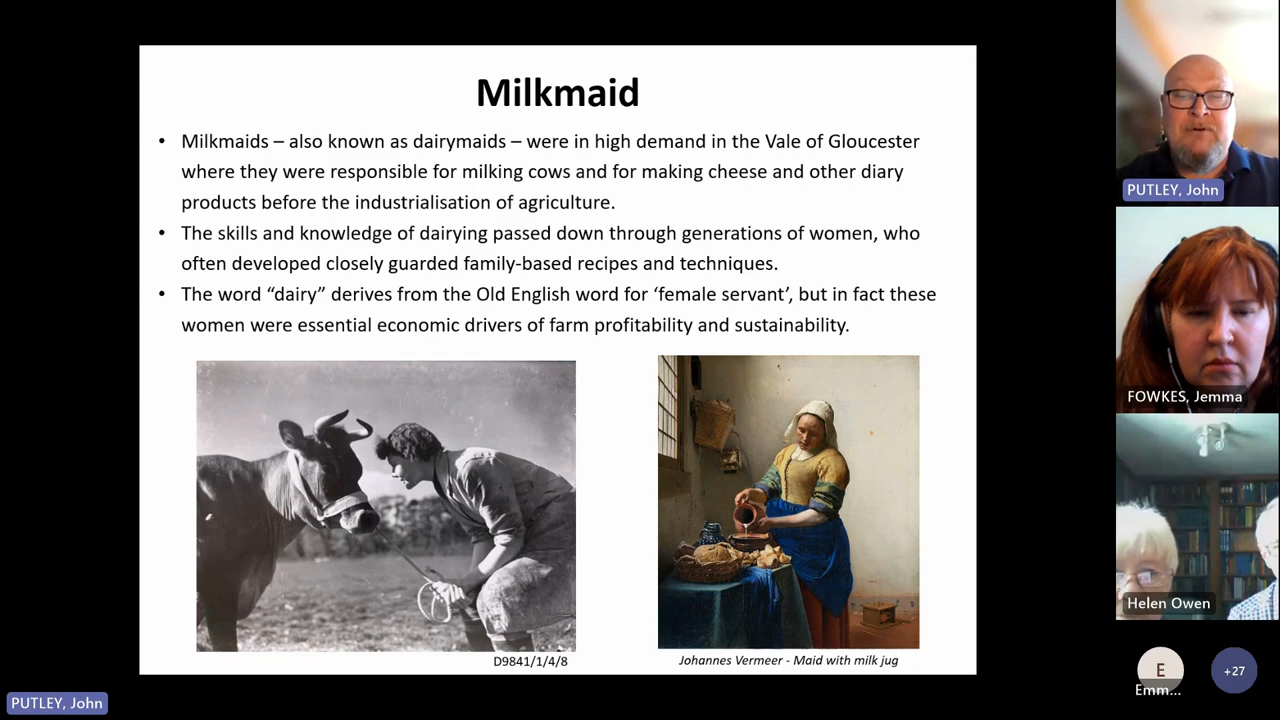 Milkmaid
• Milkmaids – also known as dairymaids – were in high demand in the Vale of Gloucester
where they were responsible for milking cows and for making cheese and other diary
products before the industrialisation of agriculture.
• The skills and knowledge of dairying passed down through generations of women, who
often developed closely guarded family-based recipes and techniques.
• The word “dairy” derives from the Old English word for ‘female servant’, but in fact these
women were essential economic drivers of farm profitability and sustainability.
D9841/1/4/8
Johannes Vermeer - Maid with milk jug
PUTLEY, John
FOWKES, Jemma
Helen Owen
E
Emm...
+27
PUTLEY, John